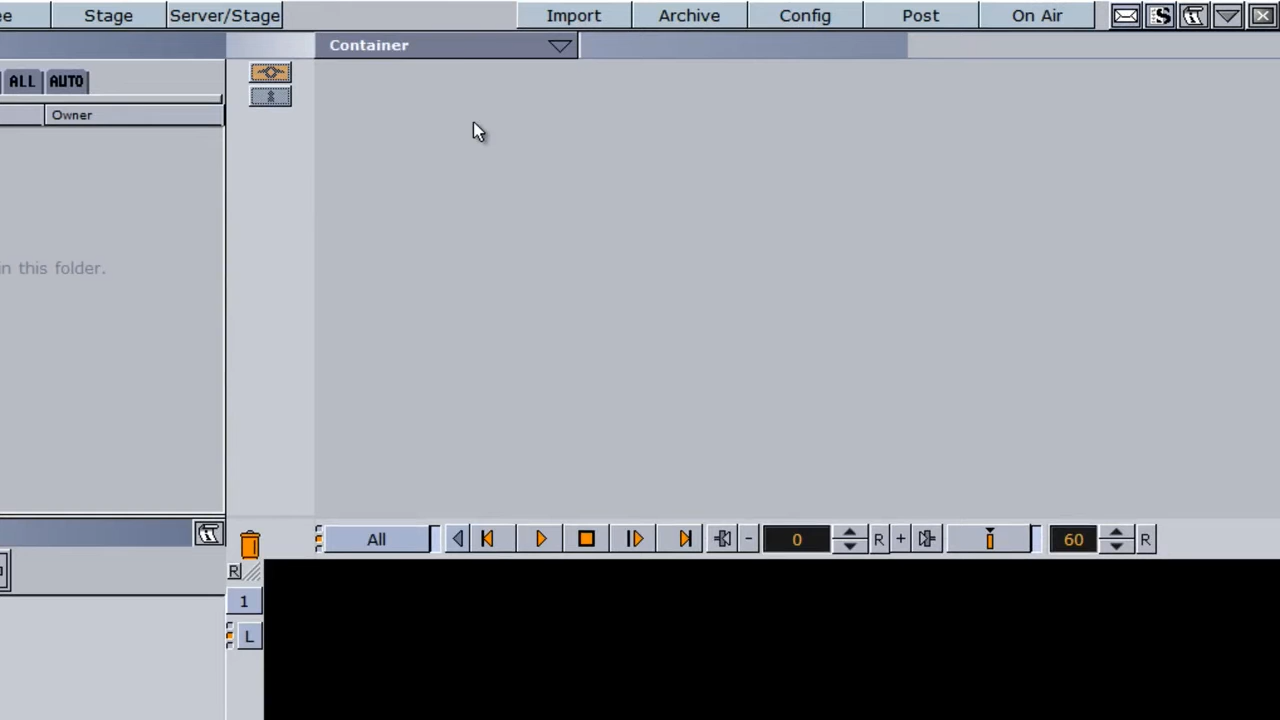 Stage
Server/Stage
Import
Archive
Config
Post
On Air
Container
ALL
AUTO
Owner
in this folder.
All
-
0
R
+
60
R
R
1
L